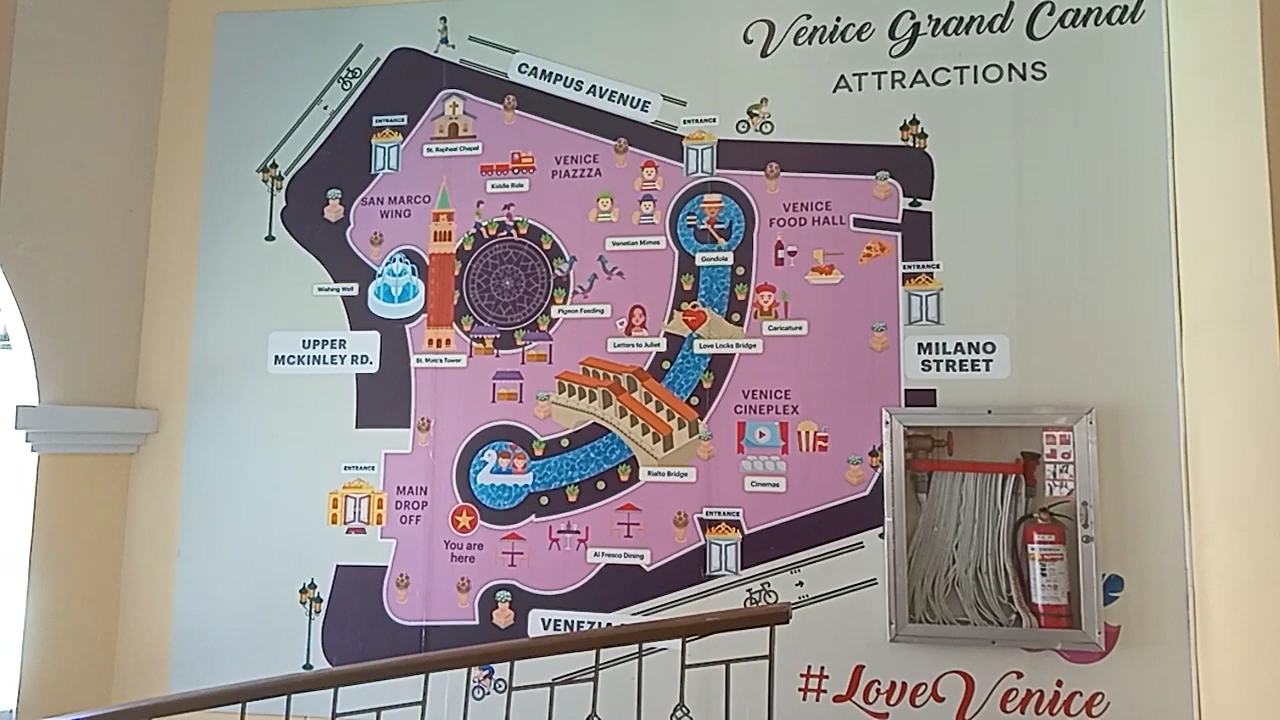 Venice Grand Canal
ATTRACTIONS
CAMPUS AVENUE
ENTRANCE
ENTRANCE
St. Raphael Chapel
Kiddie Ride
VENICE
PIAZZZA
SAN MARCO
WING
VENICE
FOOD HALL
Venetian Mimes
Gondola
ENTRANCE
Wishing Well
Pigeon Feeding
Caricature
Letters to Juliet
Love Locks Bridge
UPPER
MCKINLEY RD.
St. Marc's Tower
MILANO
STREET
VENICE
CINEPLEX
Rialto Bridge
Cinemas
ENTRANCE
MAIN
DROP
OFF
You are
here
ENTRANCE
Al Fresco Dining
VENEZIA
#LoveVenice